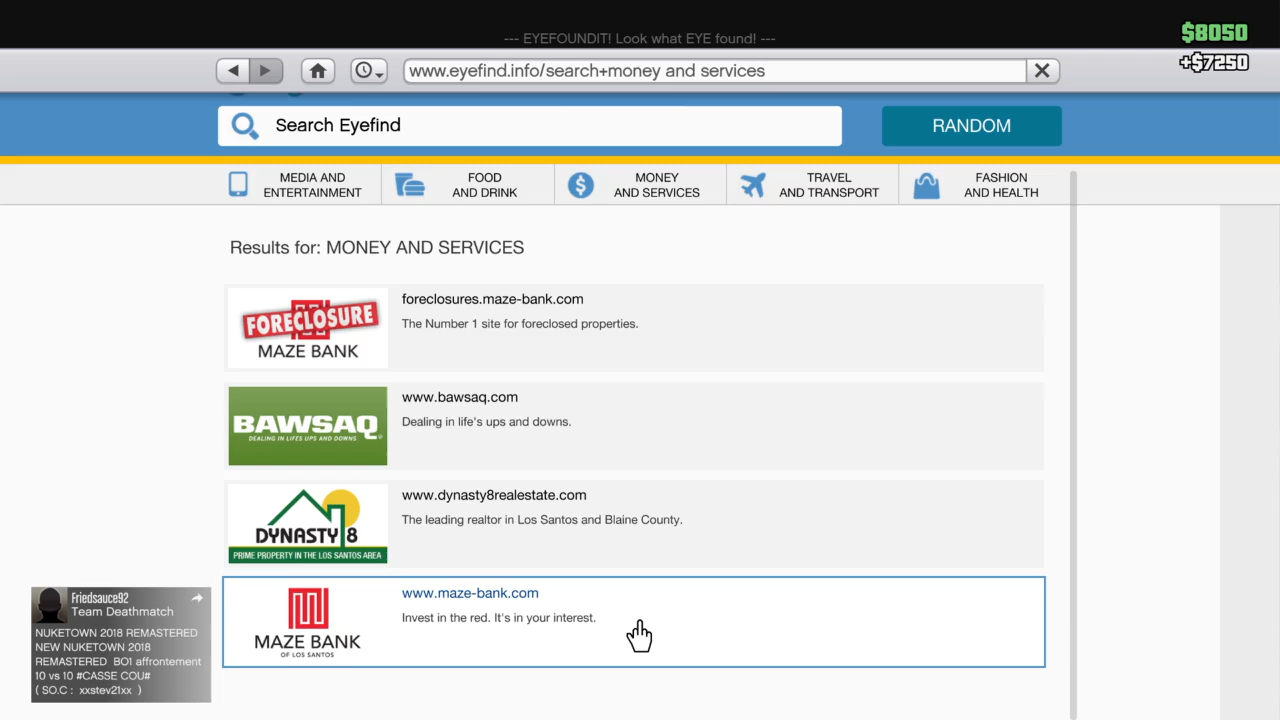 --- EYEFOUNDIT! Look what EYE found! ---
$8050
+$7250
www.eyefind.info/search+money and services
Search Eyefind
RANDOM
MEDIA AND
ENTERTAINMENT
FOOD
AND DRINK
MONEY
AND SERVICES
TRAVEL
AND TRANSPORT
FASHION
AND HEALTH
Results for: MONEY AND SERVICES
FORECLOSURE
MAZE BANK
foreclosures.maze-bank.com
The Number 1 site for foreclosed properties.
BAWSAQ
DEALING IN LIFES UPS AND DOWNS
www.bawsaq.com
Dealing in life's ups and downs.
DYNASTY 8
PRIME PROPERTY IN THE LOS SANTOS AREA
www.dynasty8realestate.com
The leading realtor in Los Santos and Blaine County.
MAZE BANK
OF LOS SANTOS
www.maze-bank.com
Invest in the red. It's in your interest.
Friedsauce92
Team Deathmatch
NUKETOWN 2018 REMASTERED
NEW NUKETOWN 2018
REMASTERED BO1 affrontement
10 vs 10 #CASSE COU#
( SO.C : xxstev21xx )